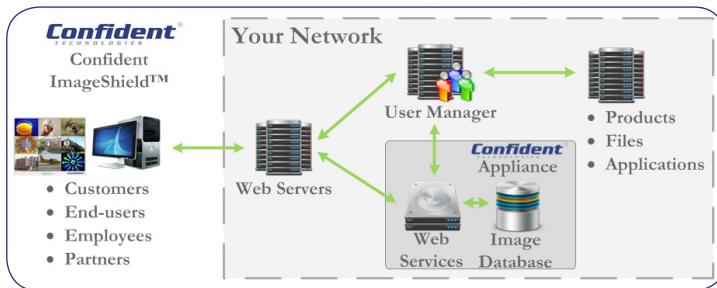 Confident®
TECHNOLOGIES
Confident
ImageShield™
• Customers
• End-users
• Employees
• Partners
Your Network
Web Servers
User Manager
• Products
• Files
• Applications
Confident®
TECHNOLOGIES
Appliance
Web
Services
Image
Database